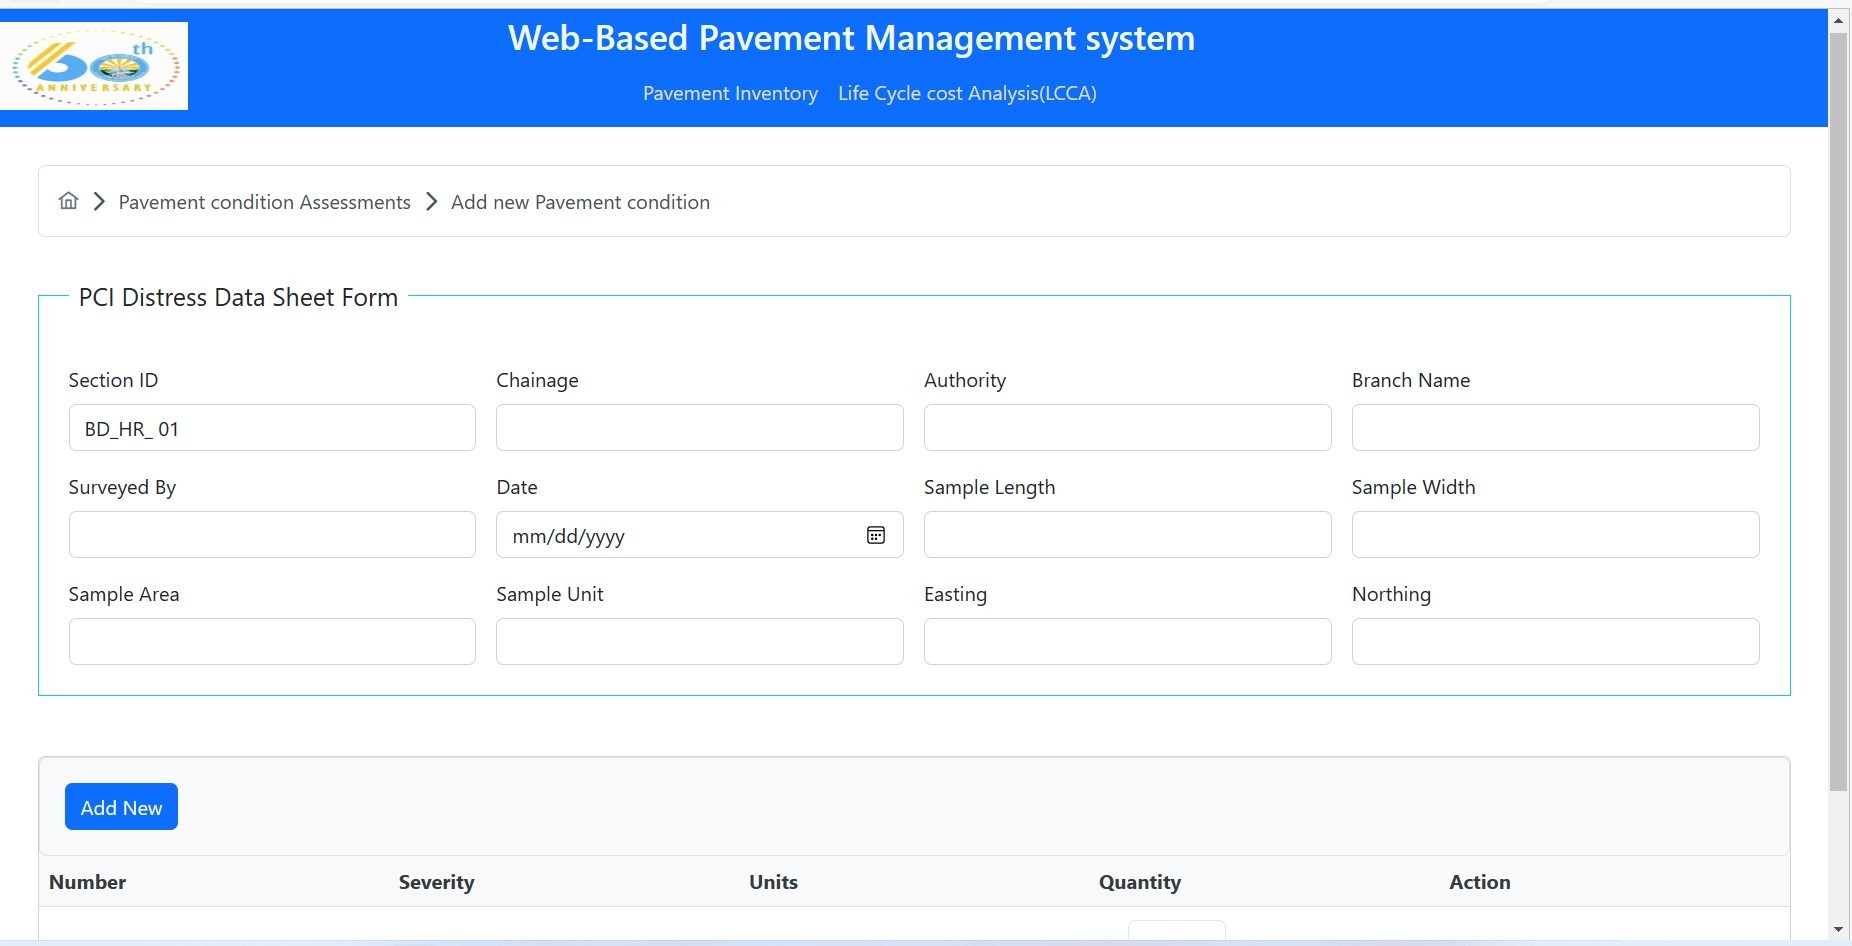 60th
ANNIVERSARY
Web-Based Pavement Management system
Pavement Inventory Life Cycle cost Analysis(LCCA)
Pavement condition Assessments Add new Pavement condition
PCI Distress Data Sheet Form
Section ID Chainage Authority Branch Name
BD_HR_ 01
Surveyed By Date Sample Length Sample Width
mm/dd/yyyy
Sample Area Sample Unit Easting Northing
Add New
Number Severity Units Quantity Action